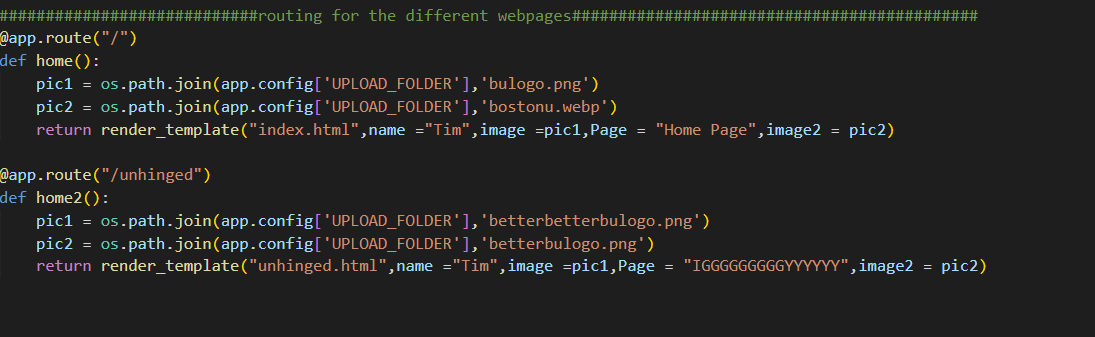 ############################routing for the different webpages############################################
@app.route("/")
def home():
    pic1 = os.path.join(app.config['UPLOAD_FOLDER'],'bulogo.png')
    pic2 = os.path.join(app.config['UPLOAD_FOLDER'],'bostonu.webp')
    return render_template("index.html",name ="Tim",image =pic1,Page = "Home Page",image2 = pic2)
@app.route("/unhinged")
def home2():
    pic1 = os.path.join(app.config['UPLOAD_FOLDER'],'betterbetterbulogo.png')
    pic2 = os.path.join(app.config['UPLOAD_FOLDER'],'betterbulogo.png')
    return render_template("unhinged.html",name ="Tim",image =pic1,Page = "IGGGGGGGGGYYYYYY",image2 = pic2)